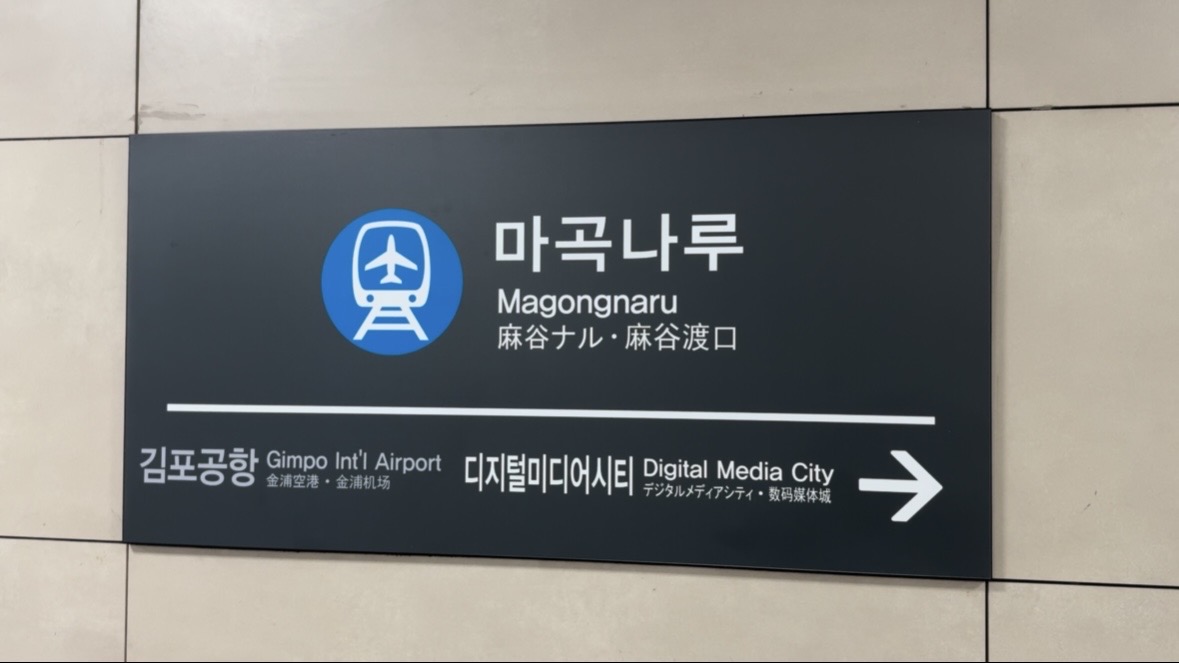 마곡나루
Magongnaru
麻谷ナル・麻谷渡口
김포공항 Gimpo Int'l Airport
金浦空港・金浦机场
디지털미디어시티 Digital Media City
デジタルメディアシティ・数码媒体城